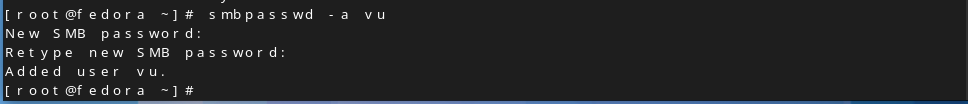 [root@fedora ~]# smbpasswd -a vu
New SMB password:
Retype new SMB password:
Added user vu.
[root@fedora ~]#